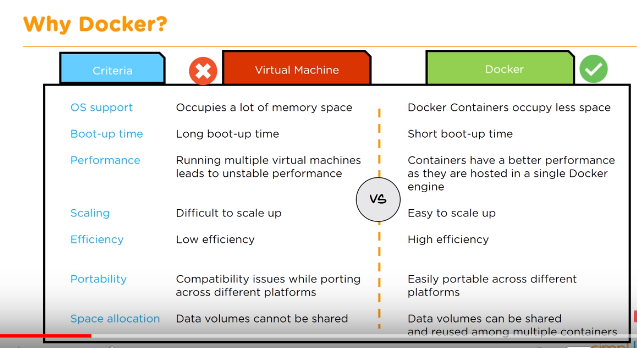 Why Docker?
Criteria
Virtual Machine
Docker
OS support
Occupies a lot of memory space
Docker Containers occupy less space
Boot-up time
Long boot-up time
Short boot-up time
Performance
Running multiple virtual machines
leads to unstable performance
Containers have a better performance
as they are hosted in a single Docker
engine
VS
Scaling
Difficult to scale up
Easy to scale up
Efficiency
Low efficiency
High efficiency
Portability
Compatibility issues while porting
across different platforms
Easily portable across different
platforms
Space allocation
Data volumes cannot be shared
Data volumes can be shared
and reused among multiple containers